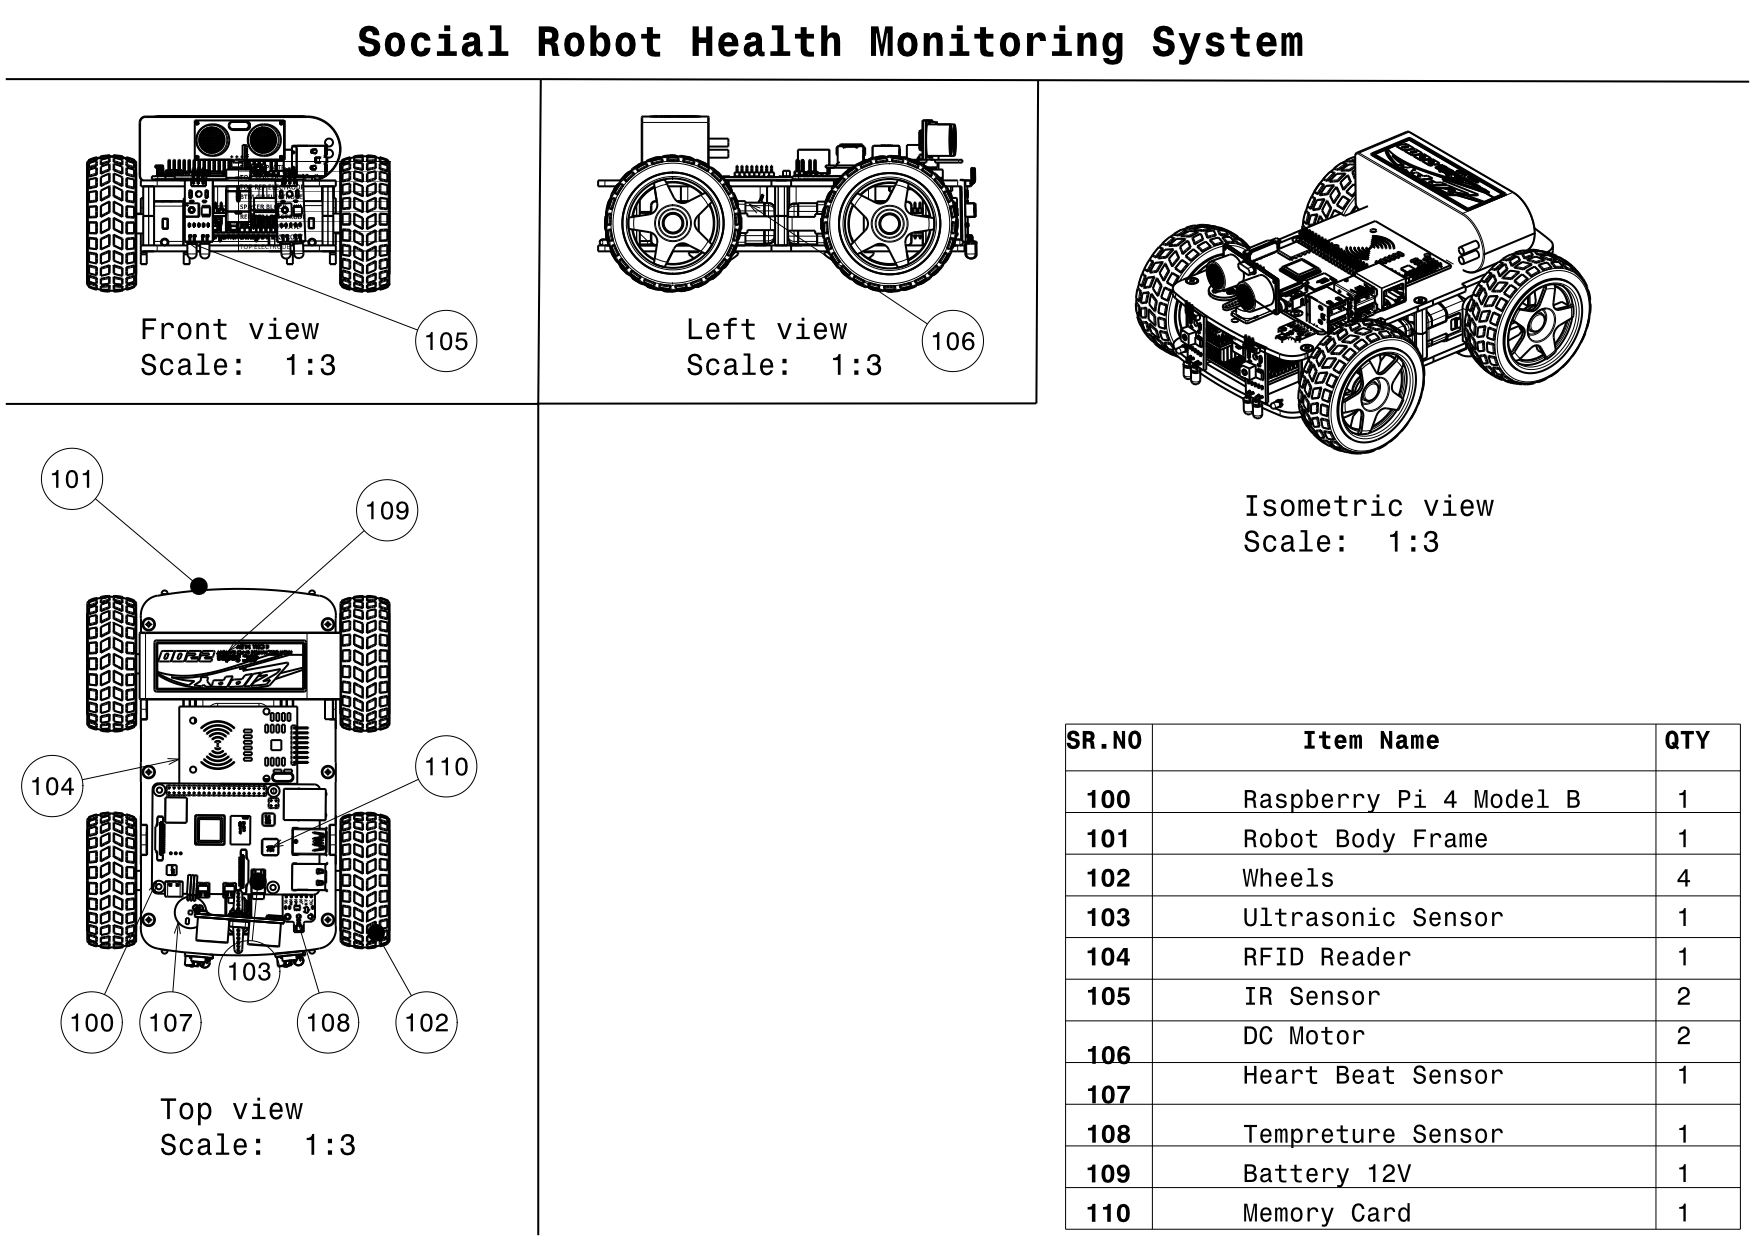 Social Robot Health Monitoring System
Front view
Scale: 1:3
105
Left view
Scale: 1:3
106
Isometric view
Scale: 1:3
101
109
104
110
103
100
107
108
102
Top view
Scale: 1:3
2200
ZIPPY
SR.NO Item Name QTY
100 Raspberry Pi 4 Model B 1
101 Robot Body Frame 1
102 Wheels 4
103 Ultrasonic Sensor 1
104 RFID Reader 1
105 IR Sensor 2
106 DC Motor 2
107 Heart Beat Sensor 1
108 Tempreture Sensor 1
109 Battery 12V 1
110 Memory Card 1